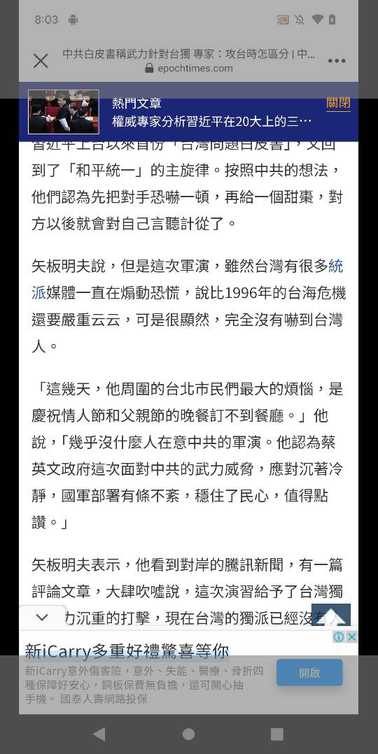 8:03
中共白皮書稱武力針對台獨 專家：攻台時怎區分 | 中...
epochtimes.com
熱門文章
關閉
權威專家分析習近平在20大上的三…
習近平上台以來首份「台灣問題白皮書」，又回
到了「和平統一」的主旋律。按照中共的想法，
他們認為先把對手恐嚇一頓，再給一個甜棗，對
方以後就會對自己言聽計從了。
矢板明夫說，但是這次軍演，雖然台灣有很多統
派媒體一直在煽動恐慌，說比1996年的台海危機
還要嚴重云云，可是很顯然，完全沒有嚇到台灣
人。
「這幾天，他周圍的台北市民們最大的煩惱，是
慶祝情人節和父親節的晚餐訂不到餐廳。」他
說，「幾乎沒什麼人在意中共的軍演。他認為蔡
英文政府這次面對中共的武力威脅，應對沉著冷
靜，國軍部署有條不紊，穩住了民心，值得點
讚。」
矢板明夫表示，他看到對岸的騰訊新聞，有一篇
評論文章，大肆吹噓說，這次演習給予了台灣獨
力沉重的打擊，現在台灣的獨派已經沒
新iCarry多重好禮驚喜等你
新iCarry意外傷害險，意外、失能、醫療、骨折四
種保障好安心，銅板保費無負擔，還可開心抽
手機。 國泰人壽網路投保
開啟